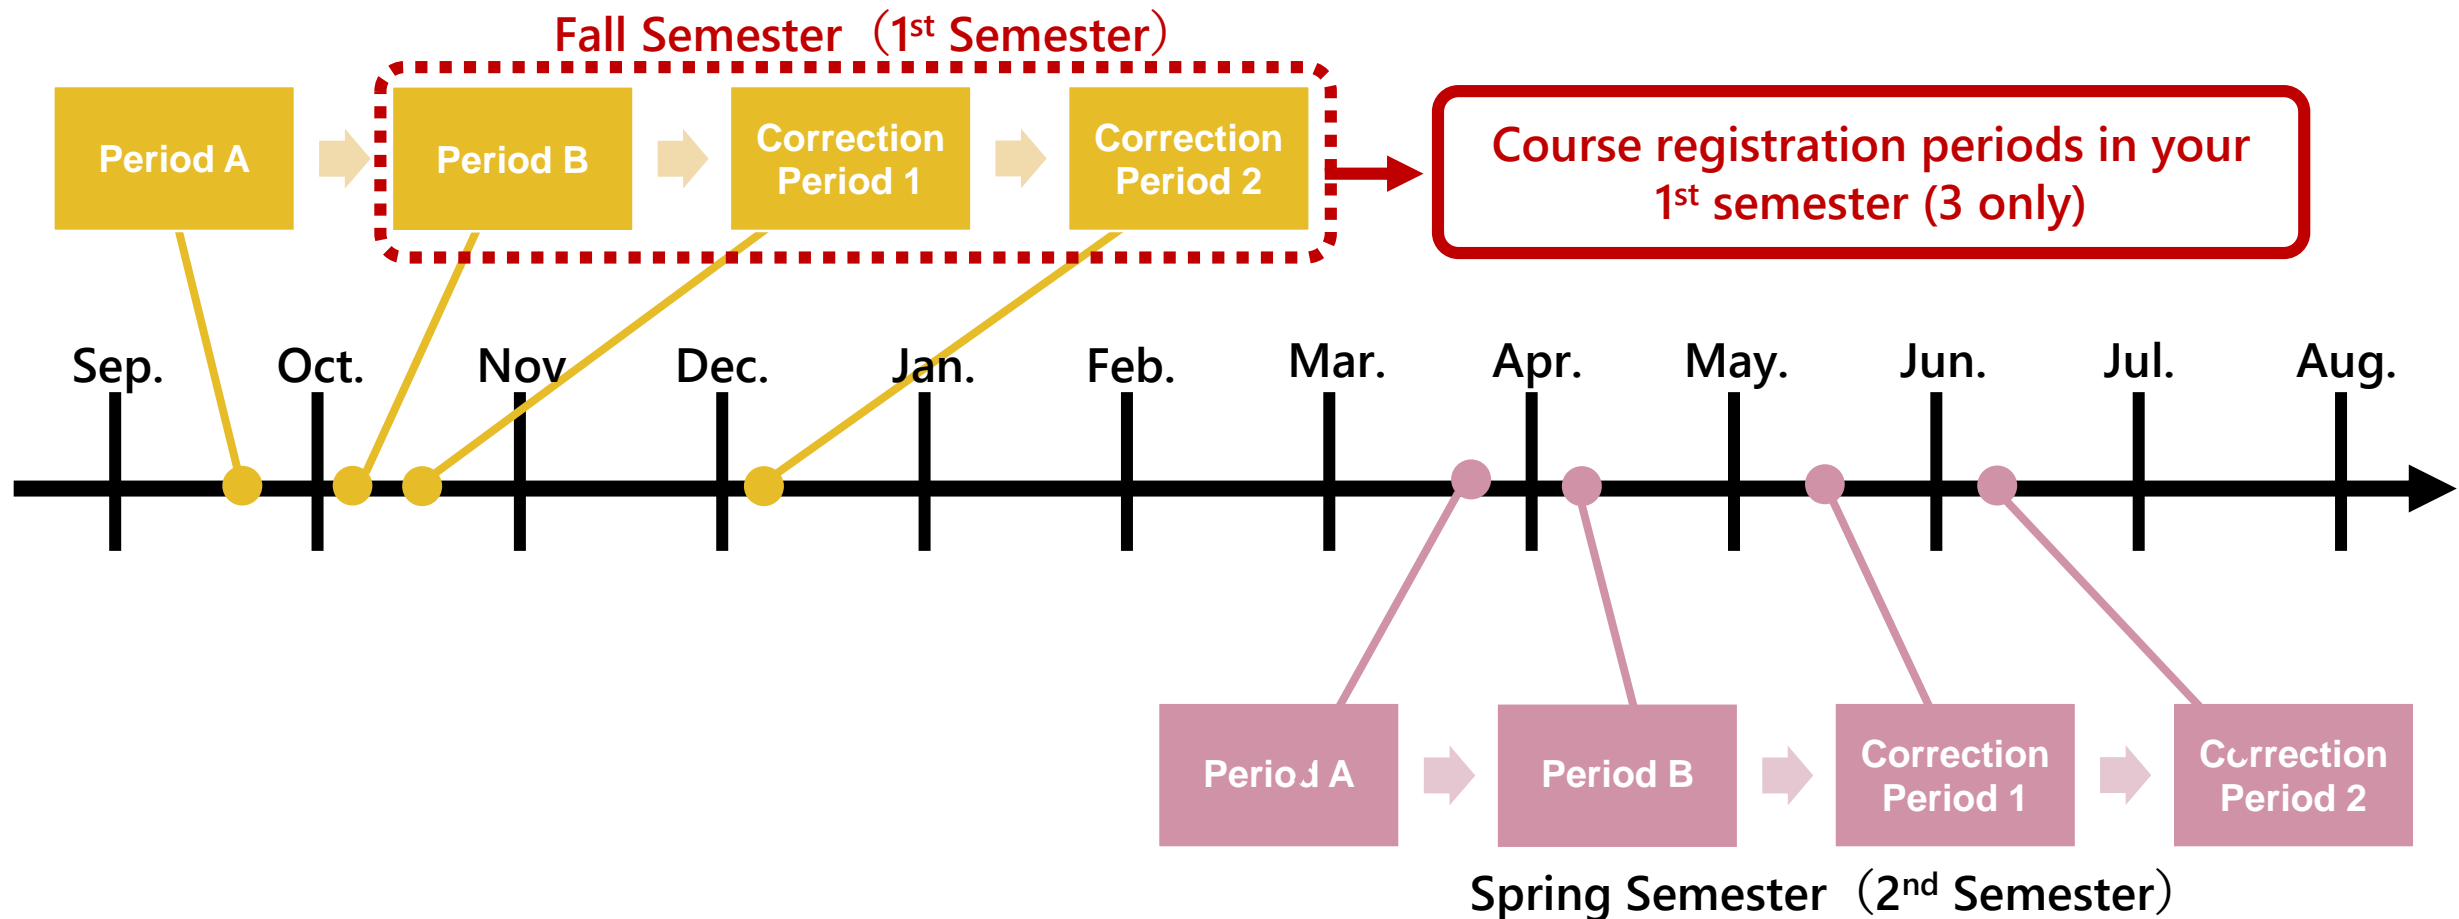 Fall Semester（1st Semester）
Period A
Period B
Correction
Period 1
Correction
Period 2
Course registration periods in your
1st semester (3 only)
Sep.
Oct.
Nov
Dec.
Jan.
Feb.
Mar.
Apr.
May.
Jun.
Jul.
Aug.
Period A
Period B
Correction
Period 1
Correction
Period 2
Spring Semester（2nd Semester）